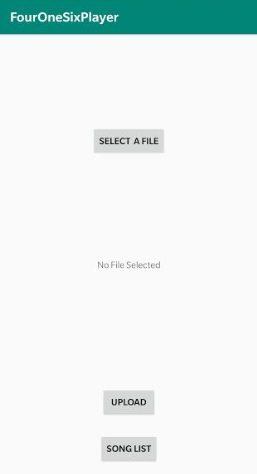 FourOneSixPlayer
SELECT A FILE
No File Selected
UPLOAD
SONG LIST